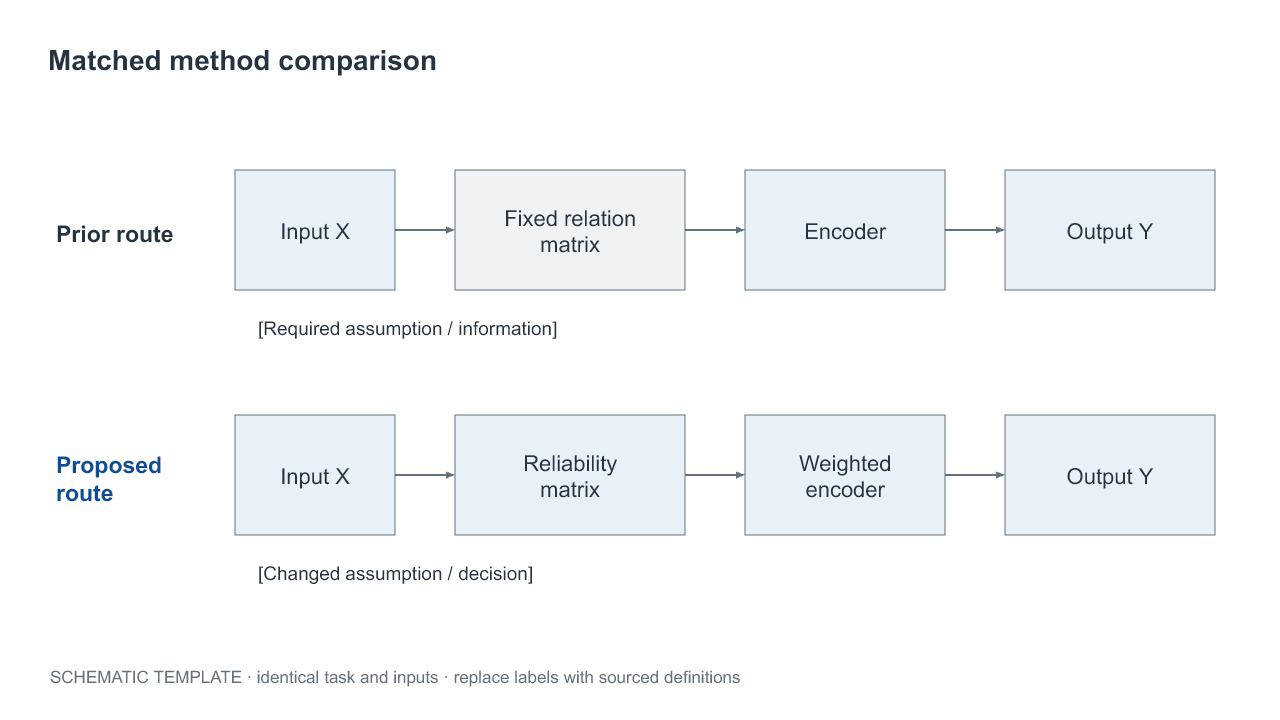 Matched method comparison
Prior route
Input X
Fixed relation
matrix
Encoder
Output Y
[Required assumption / information]
Proposed
route
Input X
Reliability
matrix
Weighted
encoder
Output Y
[Changed assumption / decision]
SCHEMATIC TEMPLATE · identical task and inputs · replace labels with sourced definitions